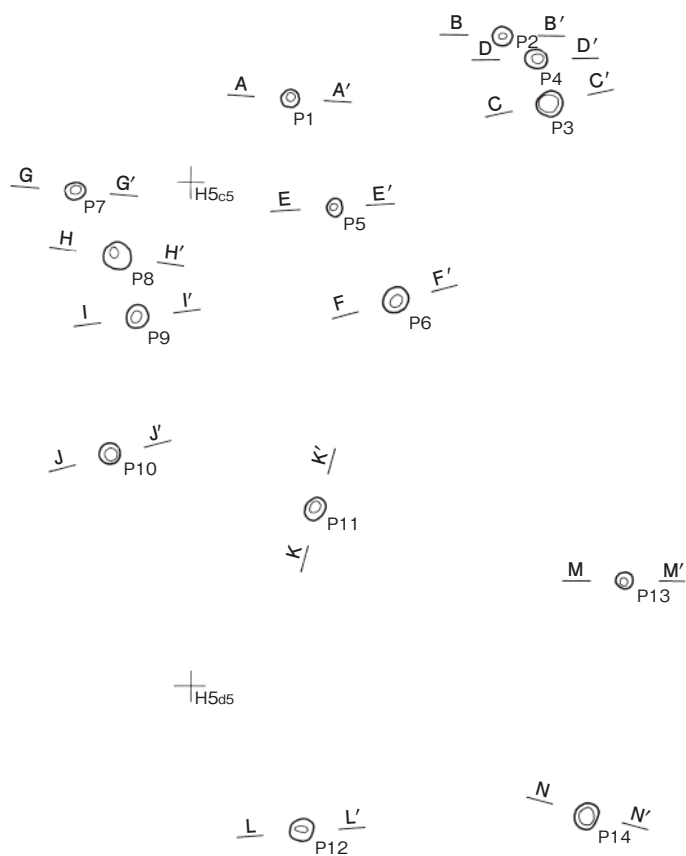 B B′
P2
D D′
P4
A A′
P1
C C′
P3
G G′
P7
H5c5
E E′
P5
H H′
P8
F F′
P6
I I′
P9
J J′
P10
K′
P11
K
M M′
P13
H5d5
N N′
P14
L L′
P12